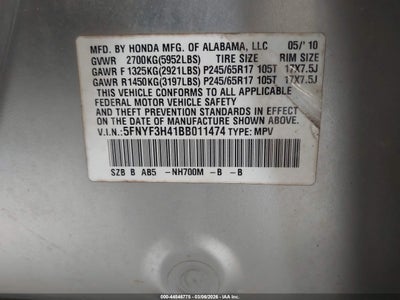 MFD. BY HONDA MFG. OF ALABAMA, LLC 05/'10
GVWR 2700KG(5952LBS) TIRE SIZE RIM SIZE
GAWR F 1325KG(2921LBS) P245/65R17 105T 17X7.5J
GAWR R 1450KG(3197LBS) P245/65R17 105T 17X7.5J
THIS VEHICLE CONFORMS TO ALL APPLICABLE
FEDERAL MOTOR VEHICLE SAFETY
AND THEFT PREVENTION STANDARDS IN EFFECT ON
THE DATE OF MANUFACTURE SHOWN ABOVE.
V.I.N.: 5FNYF3H41BB011474 TYPE: MPV
SZB B AB5 -NH700M -B -B
000-44848775 - 03/06/2026 - IAA Inc.